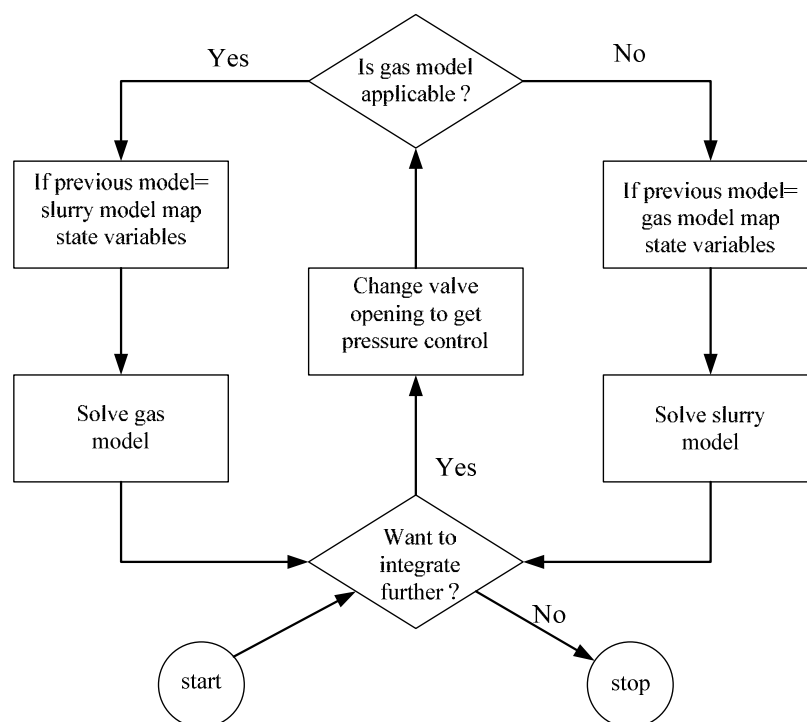 Yes
Is gas model
applicable ?
No
If previous model=
slurry model map
state variables
If previous model=
gas model map
state variables
Change valve
opening to get
pressure control
Solve gas
model
Solve slurry
model
Yes
Want to
integrate
further ?
No
start
stop